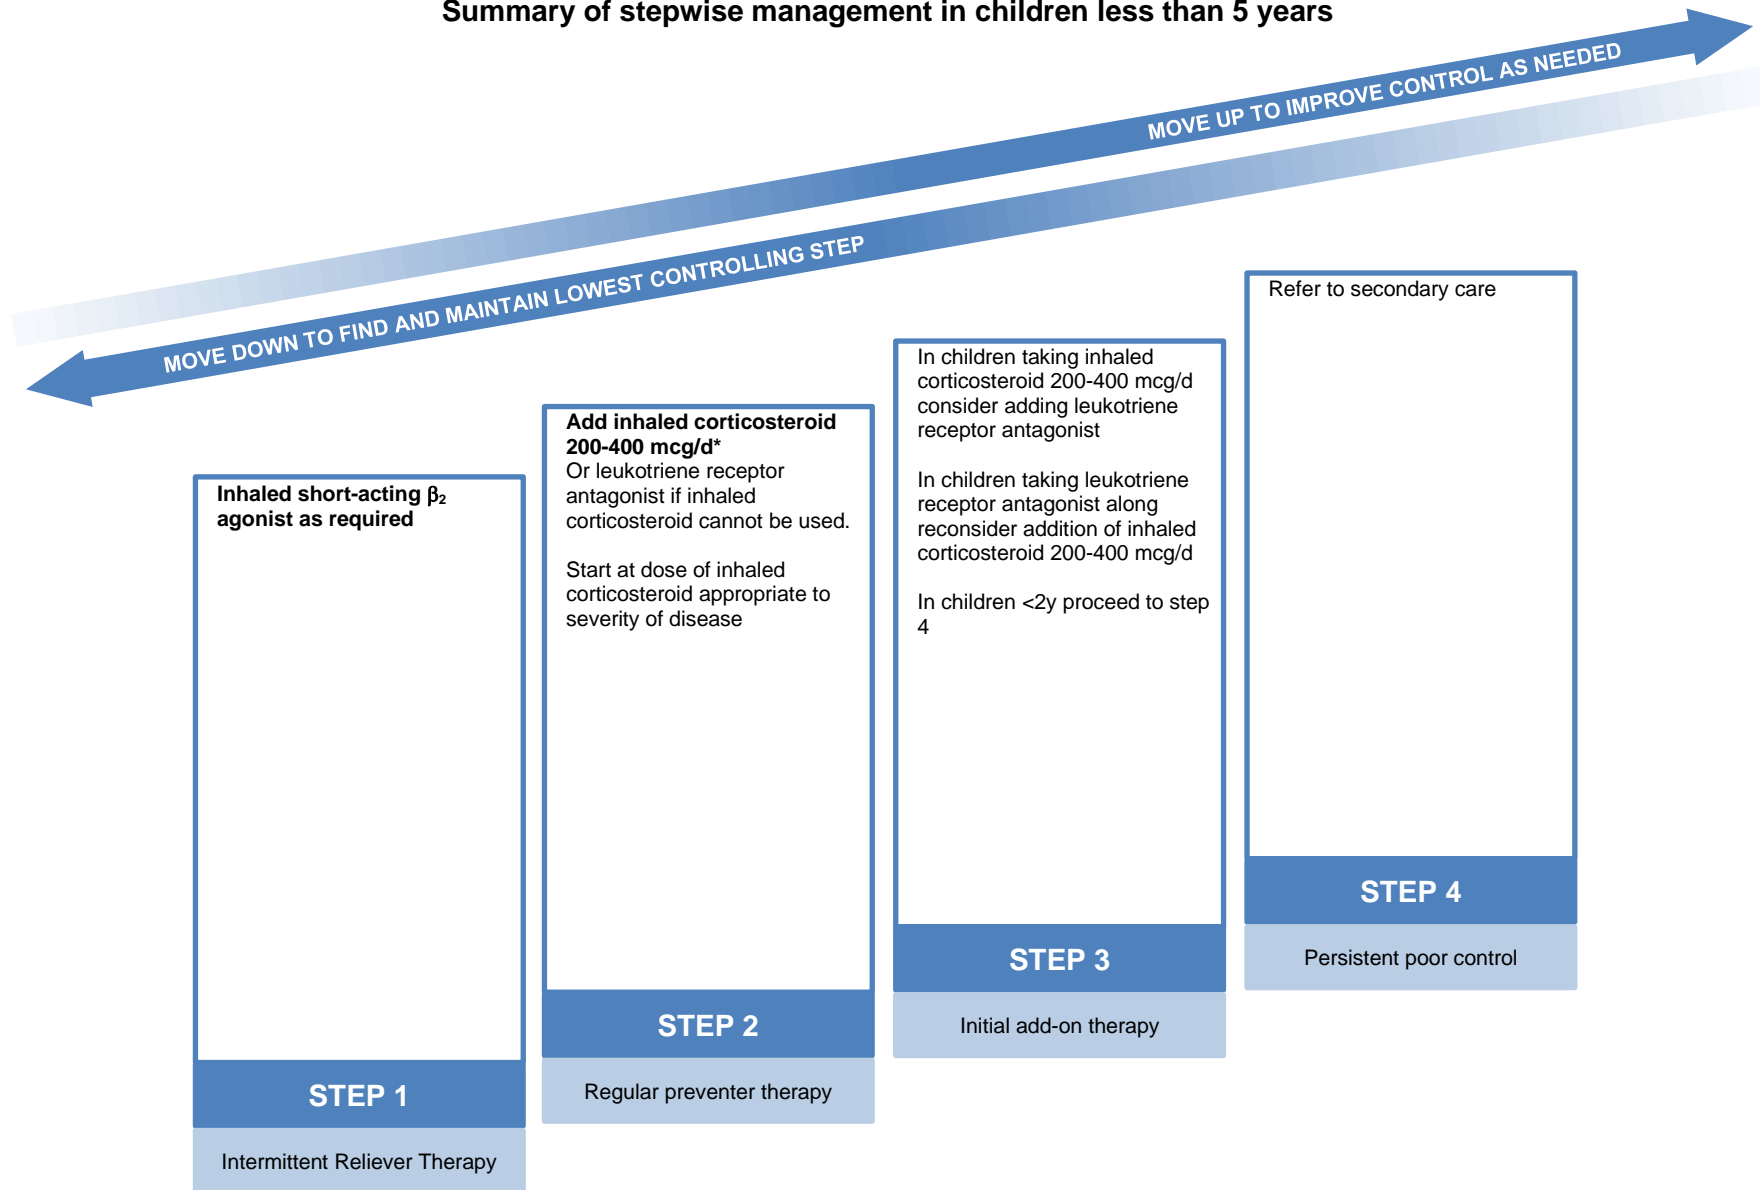 Summary of stepwise management in children less than 5 years
MOVE UP TO IMPROVE CONTROL AS NEEDED
MOVE DOWN TO FIND AND MAINTAIN LOWEST CONTROLLING STEP
Inhaled short-acting β₂
agonist as required
STEP 1
Intermittent Reliever Therapy
Add inhaled corticosteroid
200-400 mcg/d*
Or leukotriene receptor
antagonist if inhaled
corticosteroid cannot be used.
Start at dose of inhaled
corticosteroid appropriate to
severity of disease
STEP 2
Regular preventer therapy
In children taking inhaled
corticosteroid 200-400 mcg/d
consider adding leukotriene
receptor antagonist
In children taking leukotriene
receptor antagonist along
reconsider addition of inhaled
corticosteroid 200-400 mcg/d
In children <2y proceed to step
4
STEP 3
Initial add-on therapy
Refer to secondary care
STEP 4
Persistent poor control